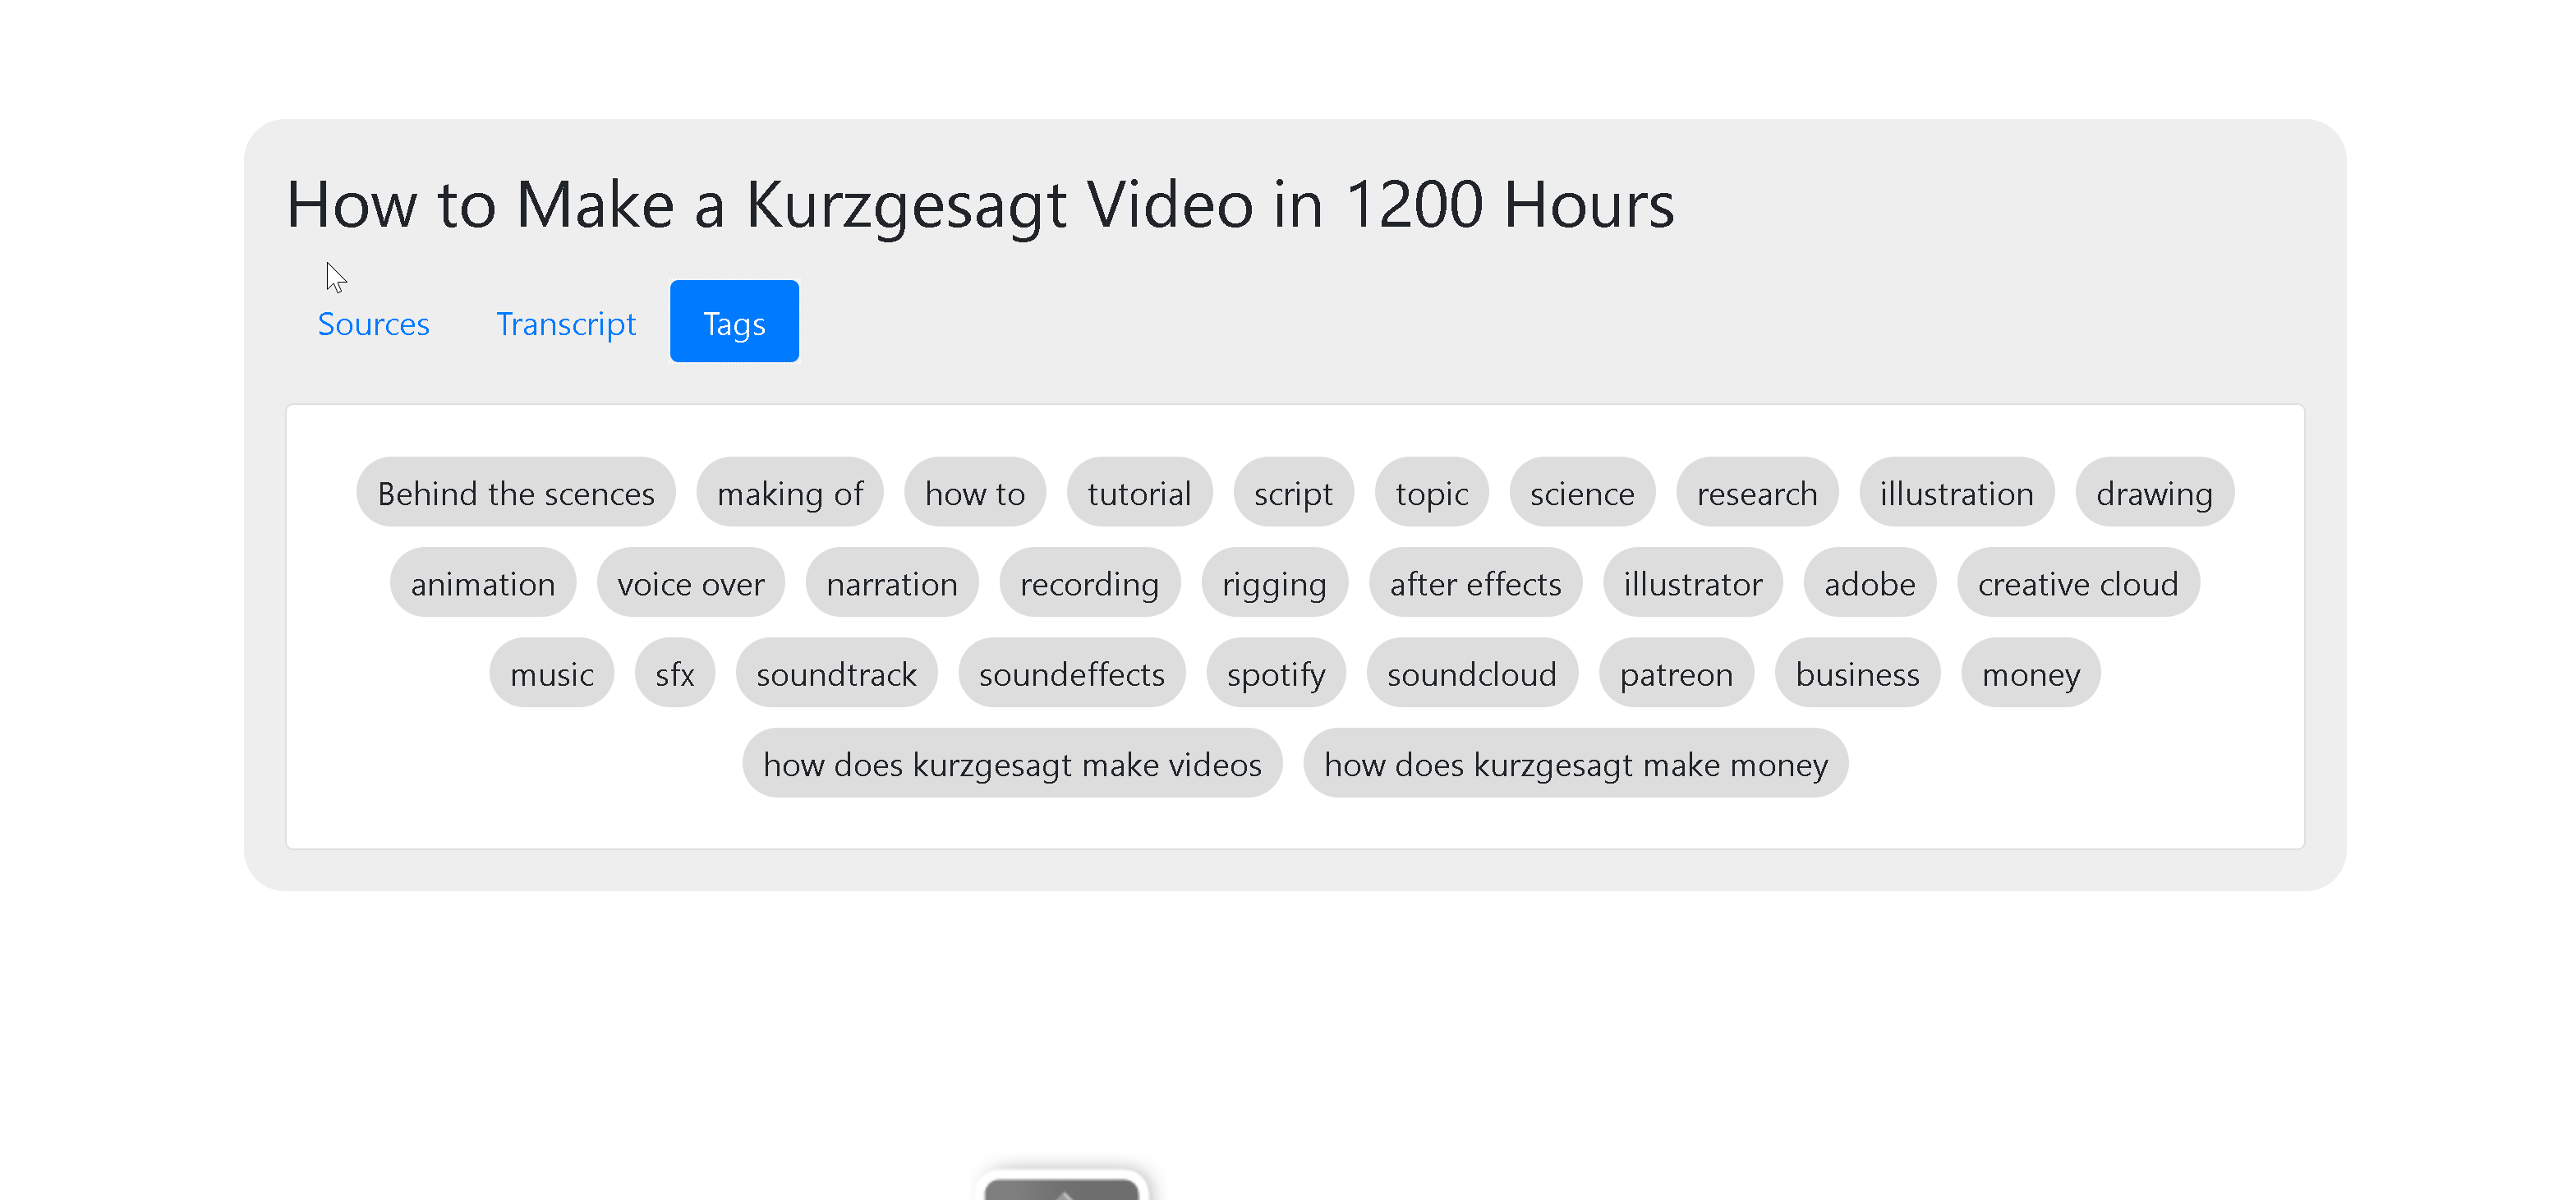 How to Make a Kurzgesagt Video in 1200 Hours
Sources Transcript Tags
Behind the scences making of how to tutorial script topic science research illustration drawing
animation voice over narration recording rigging after effects illustrator adobe creative cloud
music sfx soundtrack soundeffects spotify soundcloud patreon business money
how does kurzgesagt make videos how does kurzgesagt make money